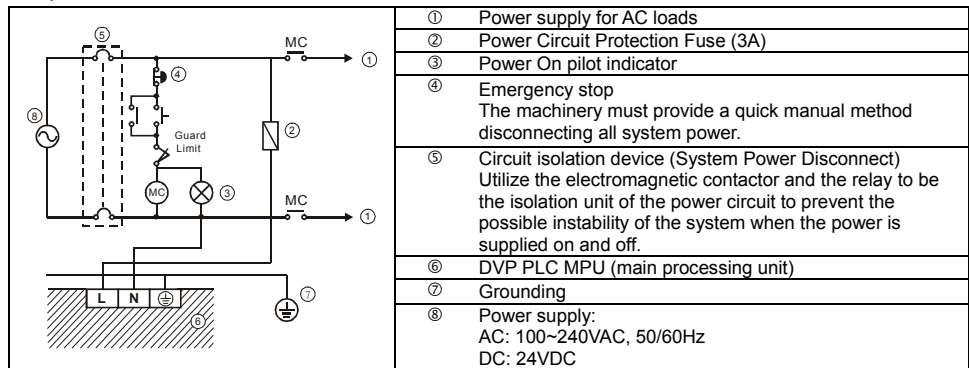 ⑤
MC
①
④
⑧
Guard
Limit
②
MC
③
MC
①
L N
⑦
⑥
① Power supply for AC loads
② Power Circuit Protection Fuse (3A)
③ Power On pilot indicator
④ Emergency stop
The machinery must provide a quick manual method
disconnecting all system power.
⑤ Circuit isolation device (System Power Disconnect)
Utilize the electromagnetic contactor and the relay to be
the isolation unit of the power circuit to prevent the
possible instability of the system when the power is
supplied on and off.
⑥ DVP PLC MPU (main processing unit)
⑦ Grounding
⑧ Power supply:
AC: 100~240VAC, 50/60Hz
DC: 24VDC